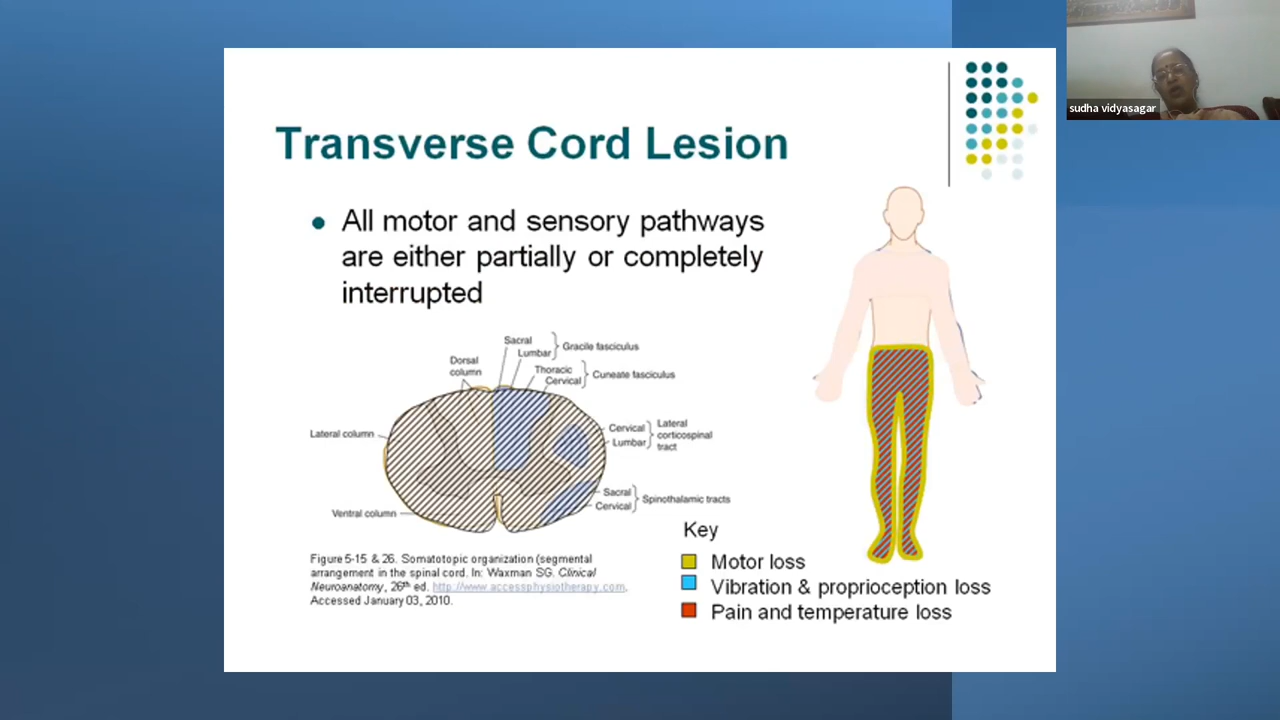 sudha vidyasagar
Transverse Cord Lesion
All motor and sensory pathways
are either partially or completely
interrupted
Sacral
Lumbar
Gracile fasciculus
Dorsal
column
Thoracic
Cervical
Cuneate fasciculus
Lateral column
Cervical
Lumbar
Lateral
corticospinal
tract
Sacral
Cervical
Spinothalamic tracts
Ventral column
Figure 5-15 & 26. Somatotopic organization (segmental
arrangement in the spinal cord. In: Waxman SG. Clinical
Neuroanatomy, 26th ed. http://www.accessphysiotherapy.com.
Accessed January 03, 2010.
Key
Motor loss
Vibration & proprioception loss
Pain and temperature loss